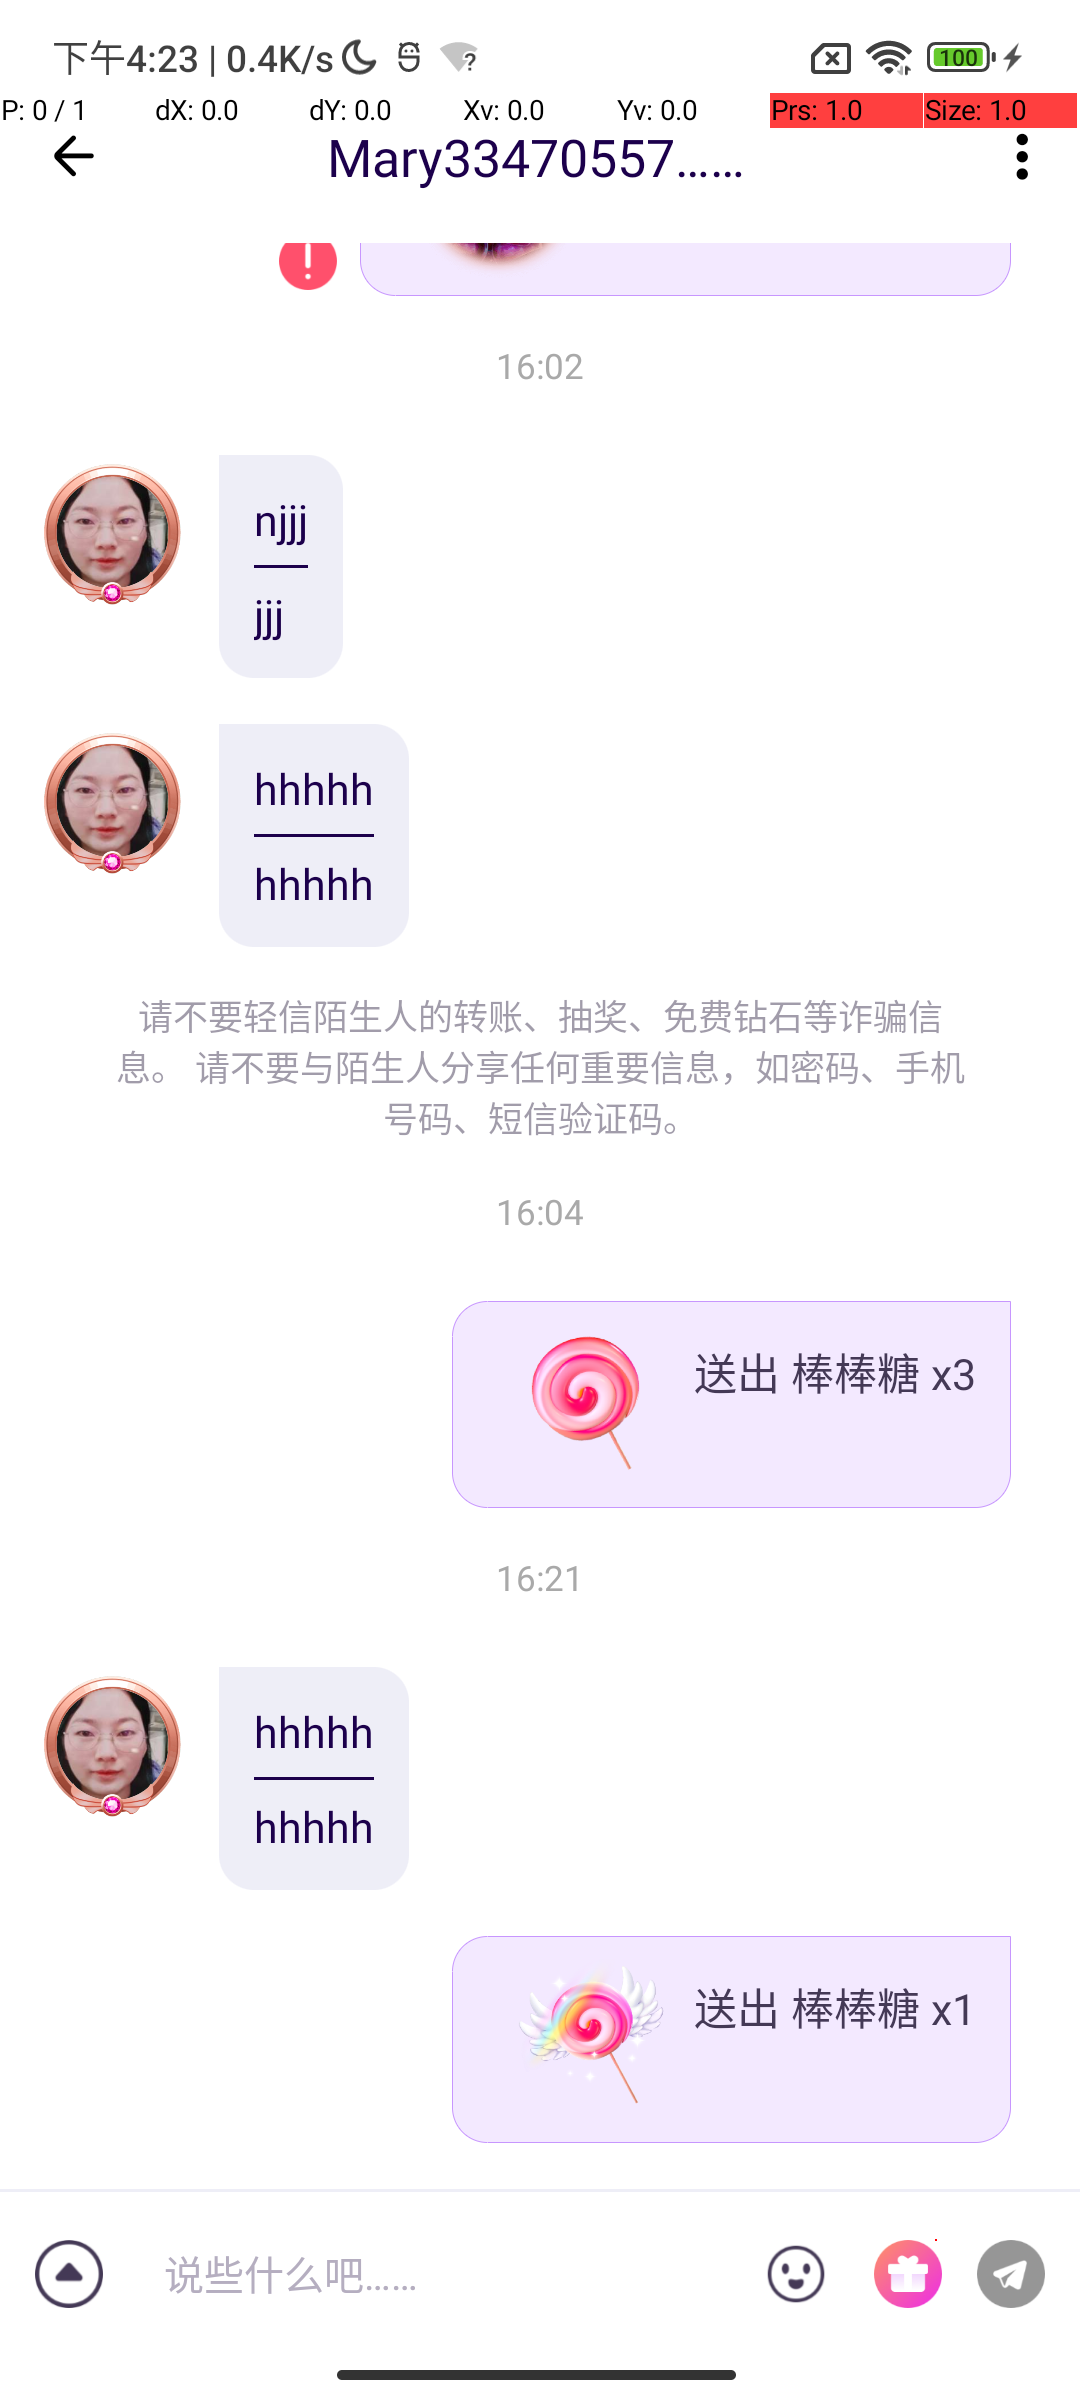 下午4:23 | 0.4K/s
100
P: 0 / 1 dX: 0.0 dY: 0.0 Xv: 0.0 Yv: 0.0 Prs: 1.0 Size: 1.0
Mary33470557......
16:02
njjj
jjj
hhhhh
hhhhh
请不要轻信陌生人的转账、抽奖、免费钻石等诈骗信
息。 请不要与陌生人分享任何重要信息，如密码、手机
号码、短信验证码。
16:04
送出 棒棒糖 x3
16:21
hhhhh
hhhhh
送出 棒棒糖 x1
说些什么吧......